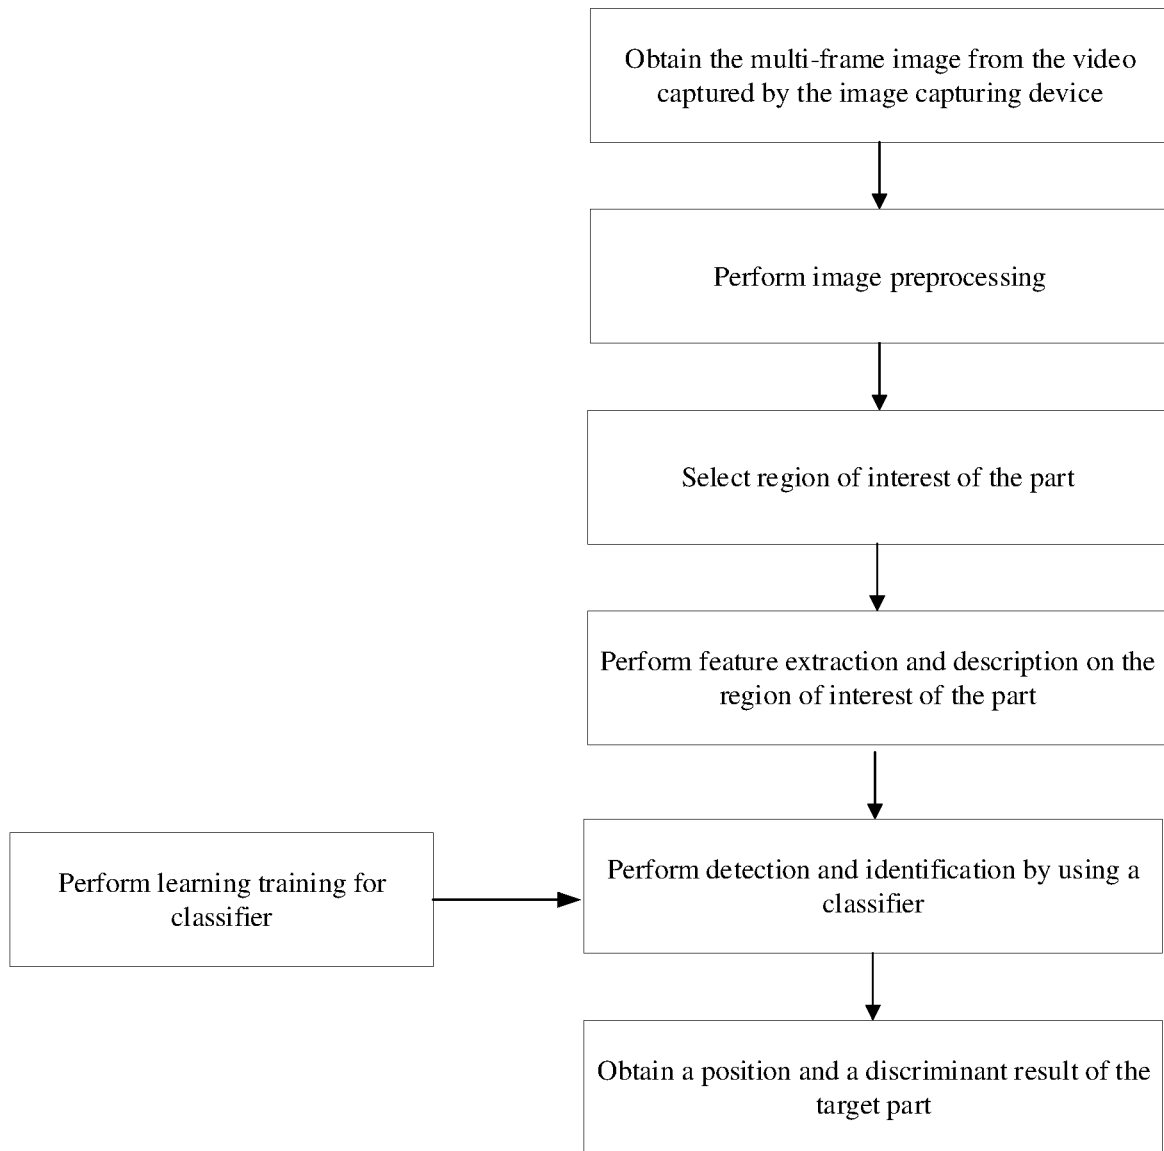 Obtain the multi-frame image from the video
captured by the image capturing device
Perform image preprocessing
Select region of interest of the part
Perform feature extraction and description on the
region of interest of the part
Perform learning training for
classifier
Perform detection and identification by using a
classifier
Obtain a position and a discriminant result of the
target part